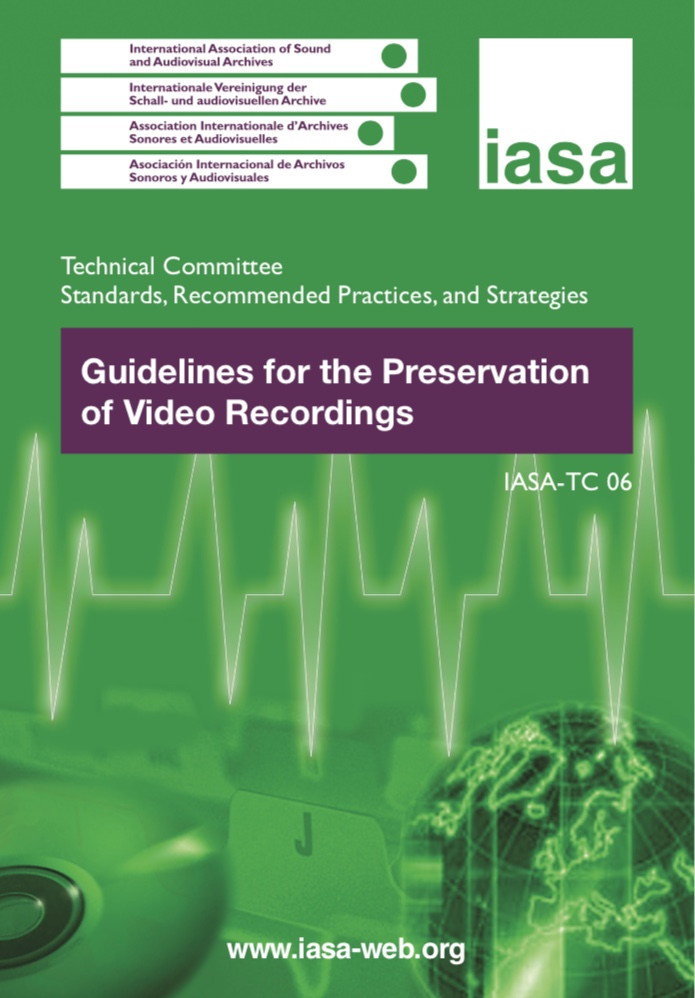 International Association of Sound
and Audiovisual Archives
Internationale Vereinigung der
Schall- und audiovisuellen Archive
Association Internationale d'Archives
Sonores et Audiovisuelles
Asociación Internacional de Archivos
Sonoros y Audiovisuales
iasa
Technical Committee
Standards, Recommended Practices, and Strategies
Guidelines for the Preservation
of Video Recordings
IASA-TC 06
J
www.iasa-web.org